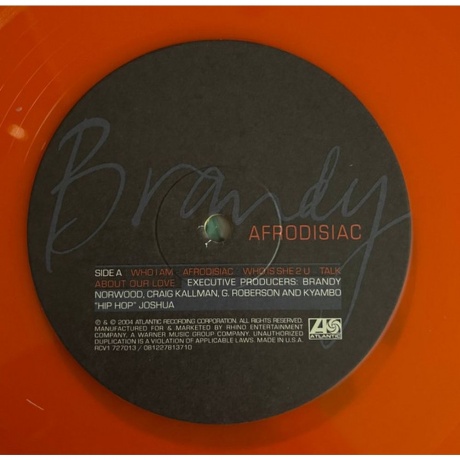 Brandy
AFRODISIAC
SIDE A WHO I AM AFRODISIAC WHO IS SHE 2 U TALK
ABOUT OUR LOVE EXECUTIVE PRODUCERS: BRANDY
NORWOOD, CRAIG KALLMAN, G. ROBERSON AND KYAMBO
"HIP HOP" JOSHUA
℗ & © 2004 ATLANTIC RECORDING CORPORATION. ALL RIGHTS RESERVED.
MANUFACTURED FOR & MARKETED BY RHINO ENTERTAINMENT
COMPANY. A WARNER MUSIC GROUP COMPANY. UNAUTHORIZED
DUPLICATION IS A VIOLATION OF APPLICABLE LAWS. MADE IN U.S.A.
RCV1 727013 / 081227813710
ATLANTIC